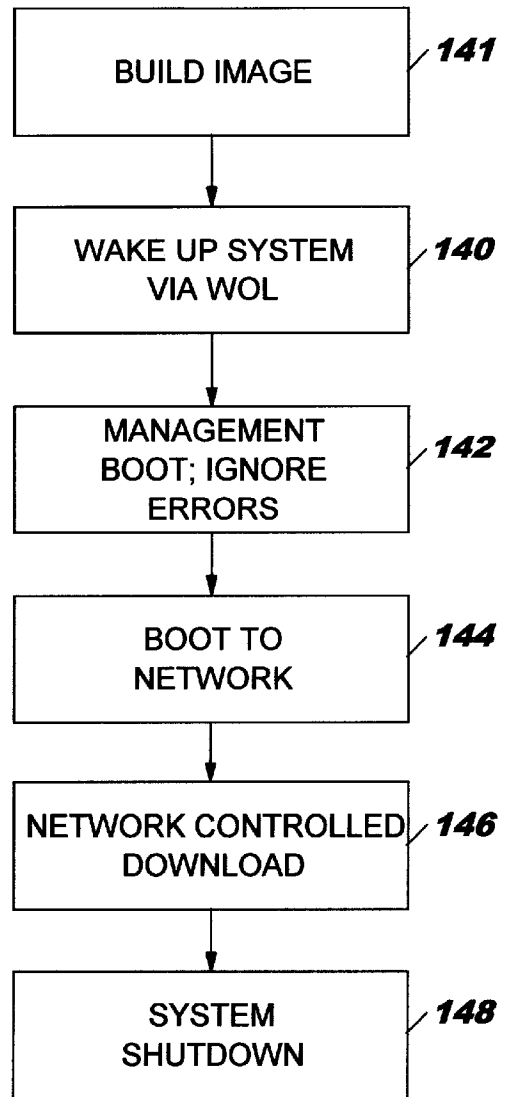 BUILD IMAGE
141
WAKE UP SYSTEM
VIA WOL
140
MANAGEMENT
BOOT; IGNORE
ERRORS
142
BOOT TO
NETWORK
144
NETWORK CONTROLLED
DOWNLOAD
146
SYSTEM
SHUTDOWN
148